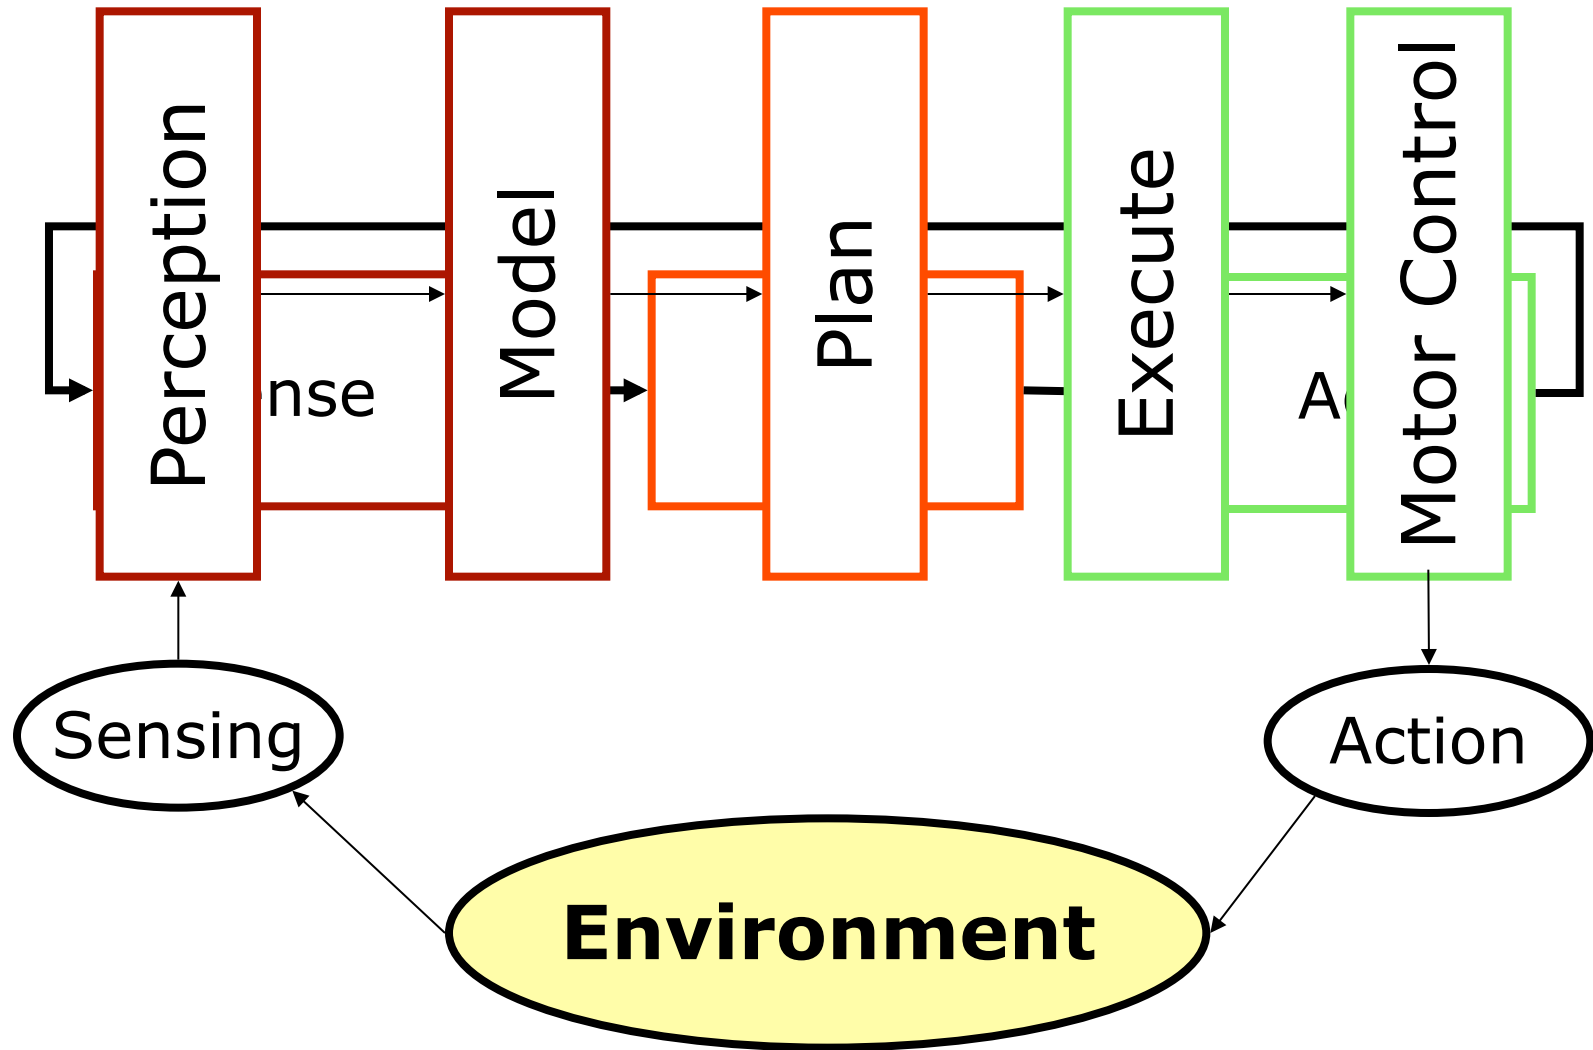 Perception
Model
Plan
Execute
Motor Control
nse
A
Sensing
Action
Environment